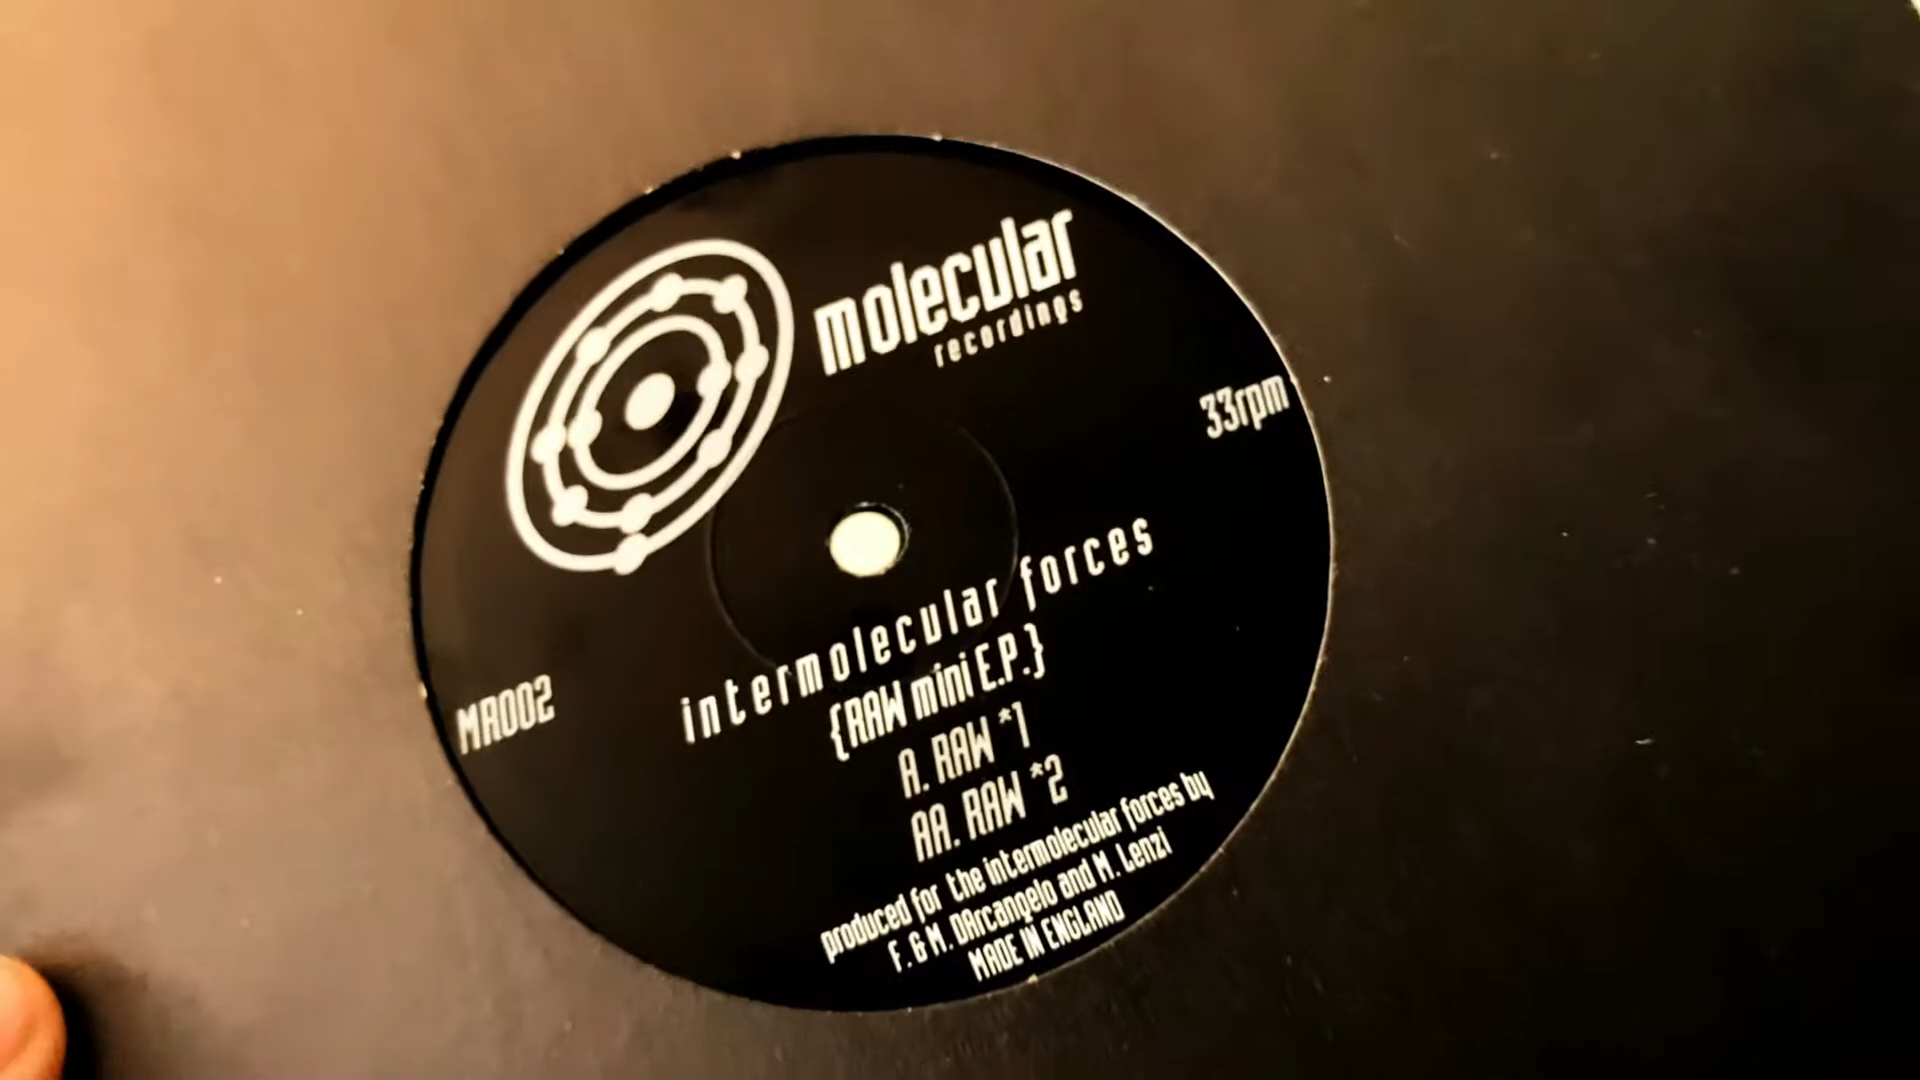 molecular
recordings
33rpm
MR002
intermolecular forces
{RAW mini E.P.}
A. RAW *1
AA. RAW *2
produced for the intermolecular forces by
F. & M. DArcangelo and M. Lenzi
MADE IN ENGLAND